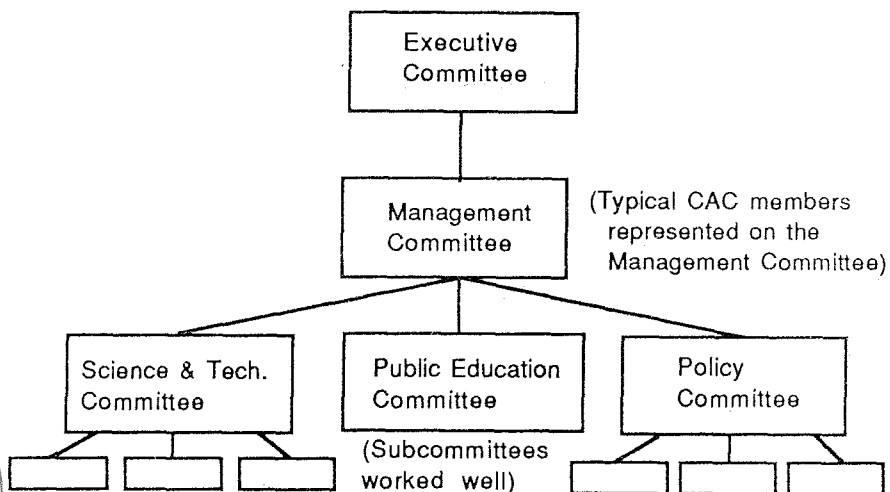 Executive
Committee
Management
Committee
(Typical CAC members
represented on the
Management Committee)
Science & Tech.
Committee
Public Education
Committee
Policy
Committee
(Subcommittees
worked well)